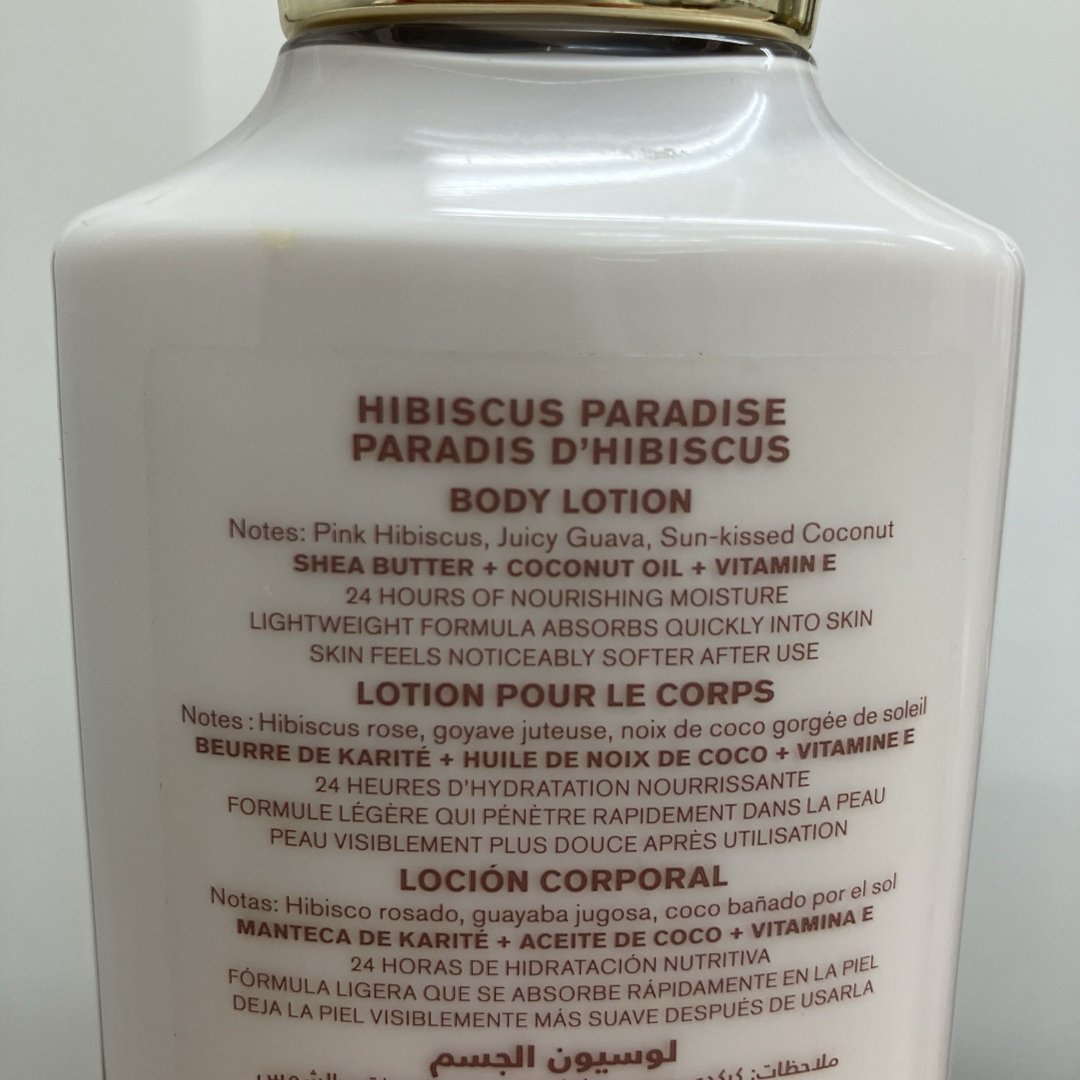 HIBISCUS PARADISE
PARADIS D'HIBISCUS
BODY LOTION
Notes: Pink Hibiscus, Juicy Guava, Sun-kissed Coconut
SHEA BUTTER + COCONUT OIL + VITAMIN E
24 HOURS OF NOURISHING MOISTURE
LIGHTWEIGHT FORMULA ABSORBS QUICKLY INTO SKIN
SKIN FEELS NOTICEABLY SOFTER AFTER USE
LOTION POUR LE CORPS
Notes : Hibiscus rose, goyave juteuse, noix de coco gorgée de soleil
BEURRE DE KARITÉ + HUILE DE NOIX DE COCO + VITAMINE E
24 HEURES D'HYDRATATION NOURRISSANTE
FORMULE LÉGÈRE QUI PÉNÈTRE RAPIDEMENT DANS LA PEAU
PEAU VISIBLEMENT PLUS DOUCE APRÈS UTILISATION
LOCIÓN CORPORAL
Notas: Hibisco rosado, guayaba jugosa, coco bañado por el sol
MANTECA DE KARITÉ + ACEITE DE COCO + VITAMINA E
24 HORAS DE HIDRATACIÓN NUTRITIVA
FÓRMULA LIGERA QUE SE ABSORBE RÁPIDAMENTE EN LA PIEL
DEJA LA PIEL VISIBLEMENTE MÁS SUAVE DESPUÉS DE USARLA
لوسيون الجسم
ملاحظات: